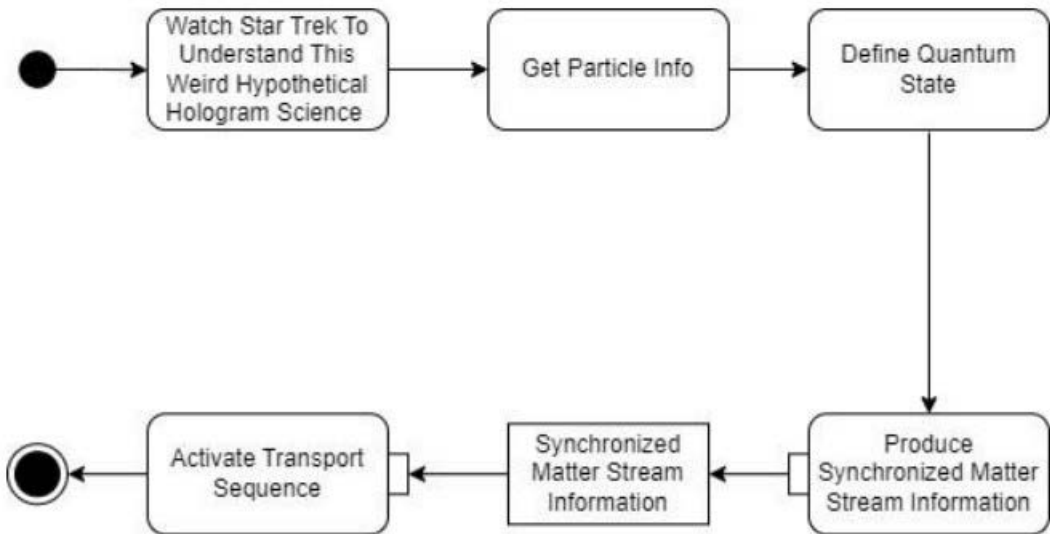 Watch Star Trek To
Understand This
Weird Hypothetical
Hologram Science
Get Particle Info
Define Quantum
State
Activate Transport
Sequence
Synchronized
Matter Stream
Information
Produce
Synchronized Matter
Stream Information